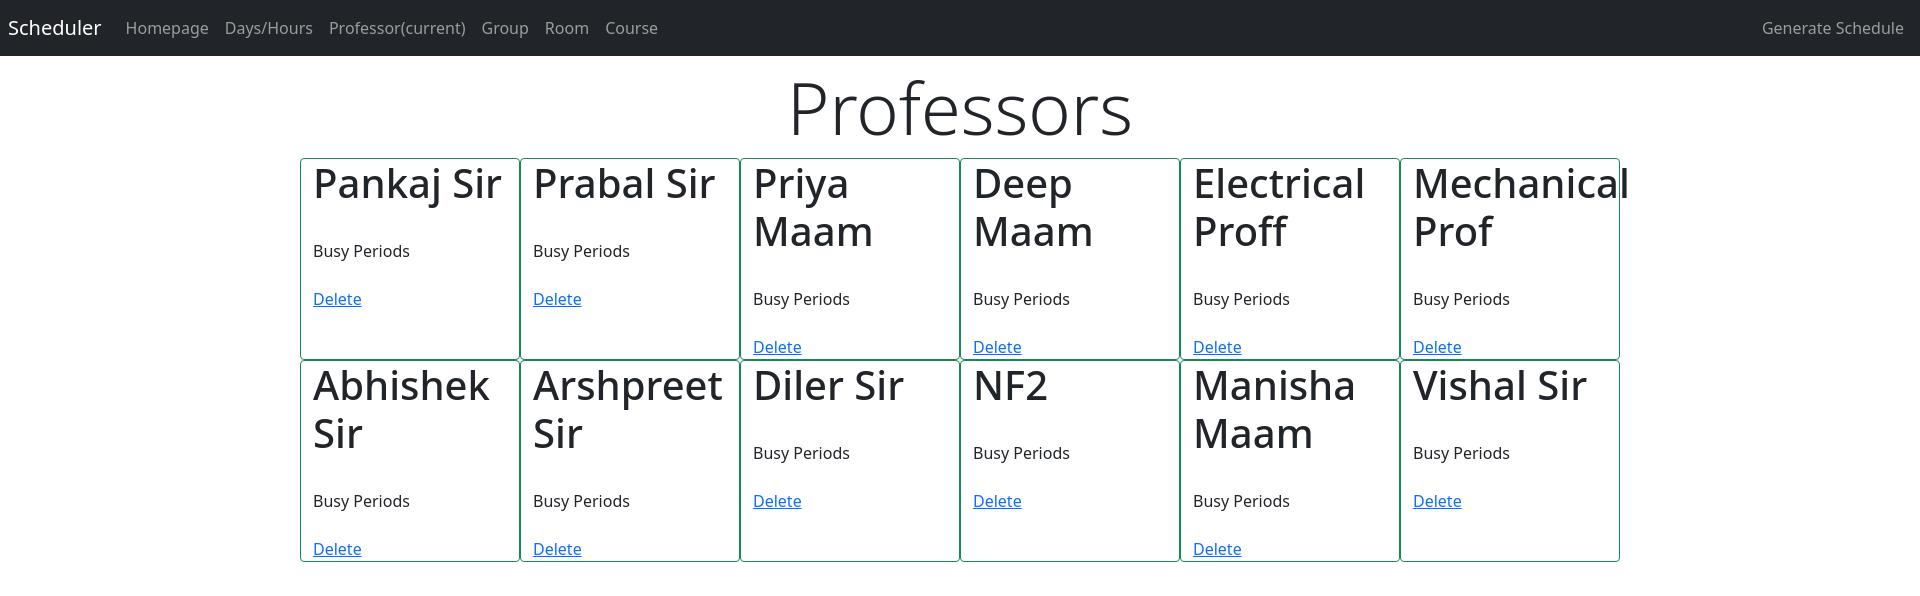 Scheduler Homepage Days/Hours Professor(current) Group Room Course Generate Schedule
Professors
Pankaj Sir
Busy Periods
Delete
Prabal Sir
Busy Periods
Delete
Priya
Maam
Busy Periods
Delete
Deep
Maam
Busy Periods
Delete
Electrical
Proff
Busy Periods
Delete
Mechanical
Prof
Busy Periods
Delete
Abhishek
Sir
Busy Periods
Delete
Arshpreet
Sir
Busy Periods
Delete
Diler Sir
Busy Periods
Delete
NF2
Busy Periods
Delete
Manisha
Maam
Busy Periods
Delete
Vishal Sir
Busy Periods
Delete